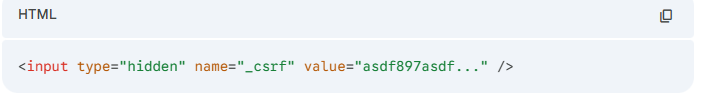 HTML
<input type="hidden" name="_csrf" value="asdf897asdf..." />